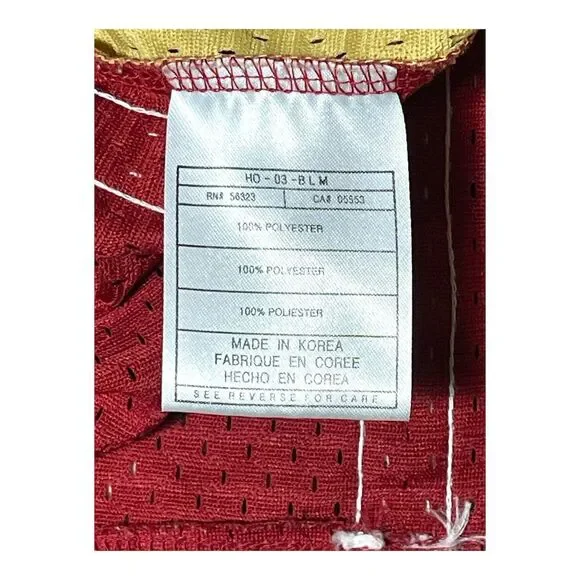 HO - 03 - BLM
RN# 56323 CA# 05553
100% POLYESTER
100% POLYESTER
100% POLIESTER
MADE IN KOREA
FABRIQUE EN COREE
HECHO EN COREA
SEE REVERSE FOR CARE